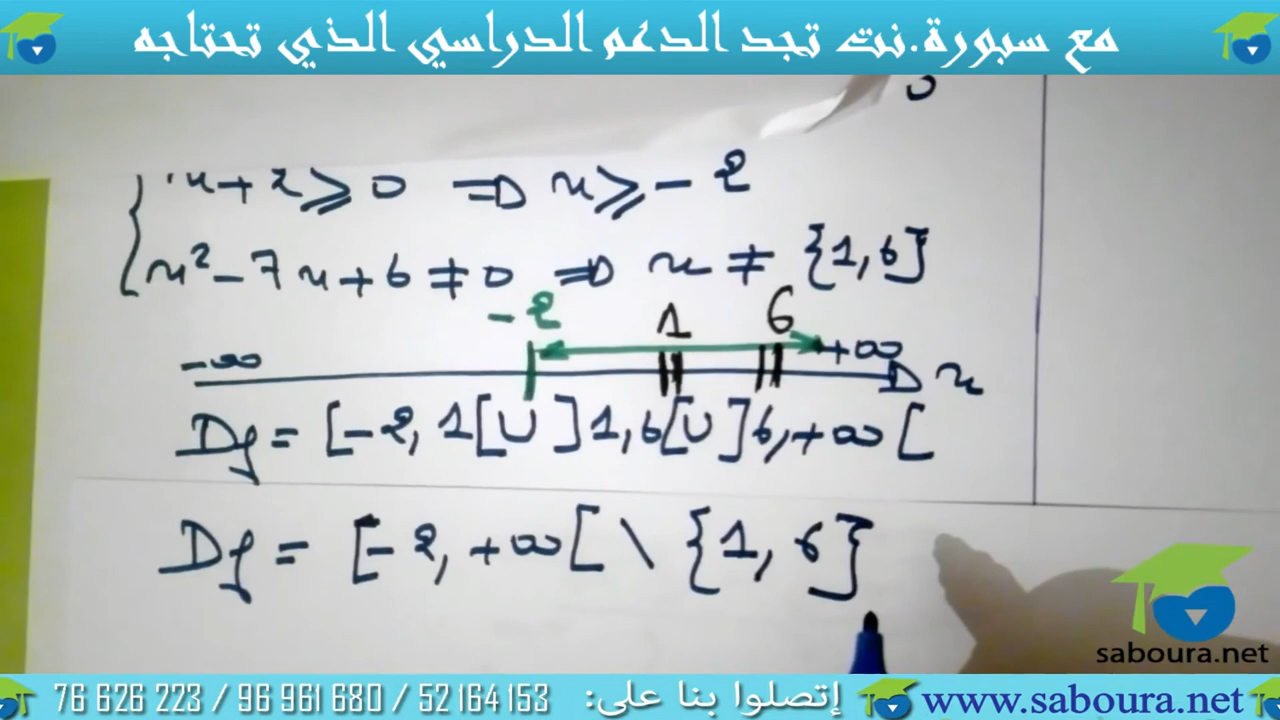 مع سبورة.نت تجد الدعم الدراسي الذي تحتاجه
x+2≥0 ⇒ x≥-2
x²-7x+6≠0 ⇒ x≠{1,6}
-2 1 6
-∞ +∞ x
Df = [-2, 1[ U ]1, 6[ U ]6, +∞[
Df = [-2, +∞[ \ {1, 6}
saboura.net
76 626 223 / 96 961 680 / 52 164 153 إتصلوا بنا على: www.saboura.net